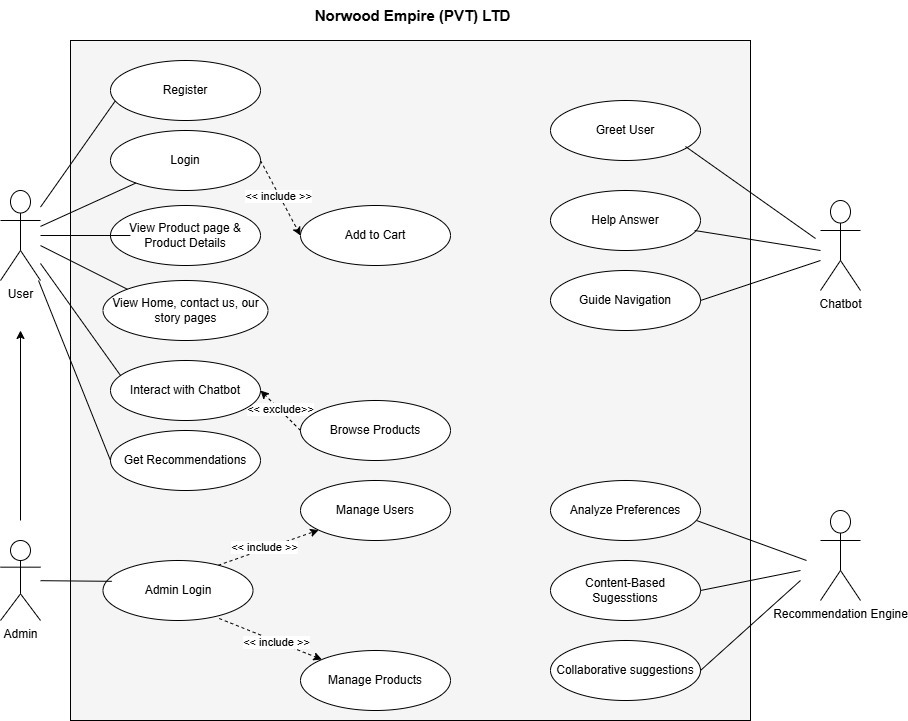 Norwood Empire (PVT) LTD
Register
Login
<< include >>
View Product page &
Product Details
Add to Cart
View Home, contact us, our
story pages
Interact with Chatbot
<< exclude>>
Browse Products
Get Recommendations
Manage Users
<< include >>
Admin Login
<< include >>
Manage Products
User
Admin
Greet User
Help Answer
Guide Navigation
Chatbot
Analyze Preferences
Content-Based
Sugesstions
Collaborative suggestions
Recommendation Engine